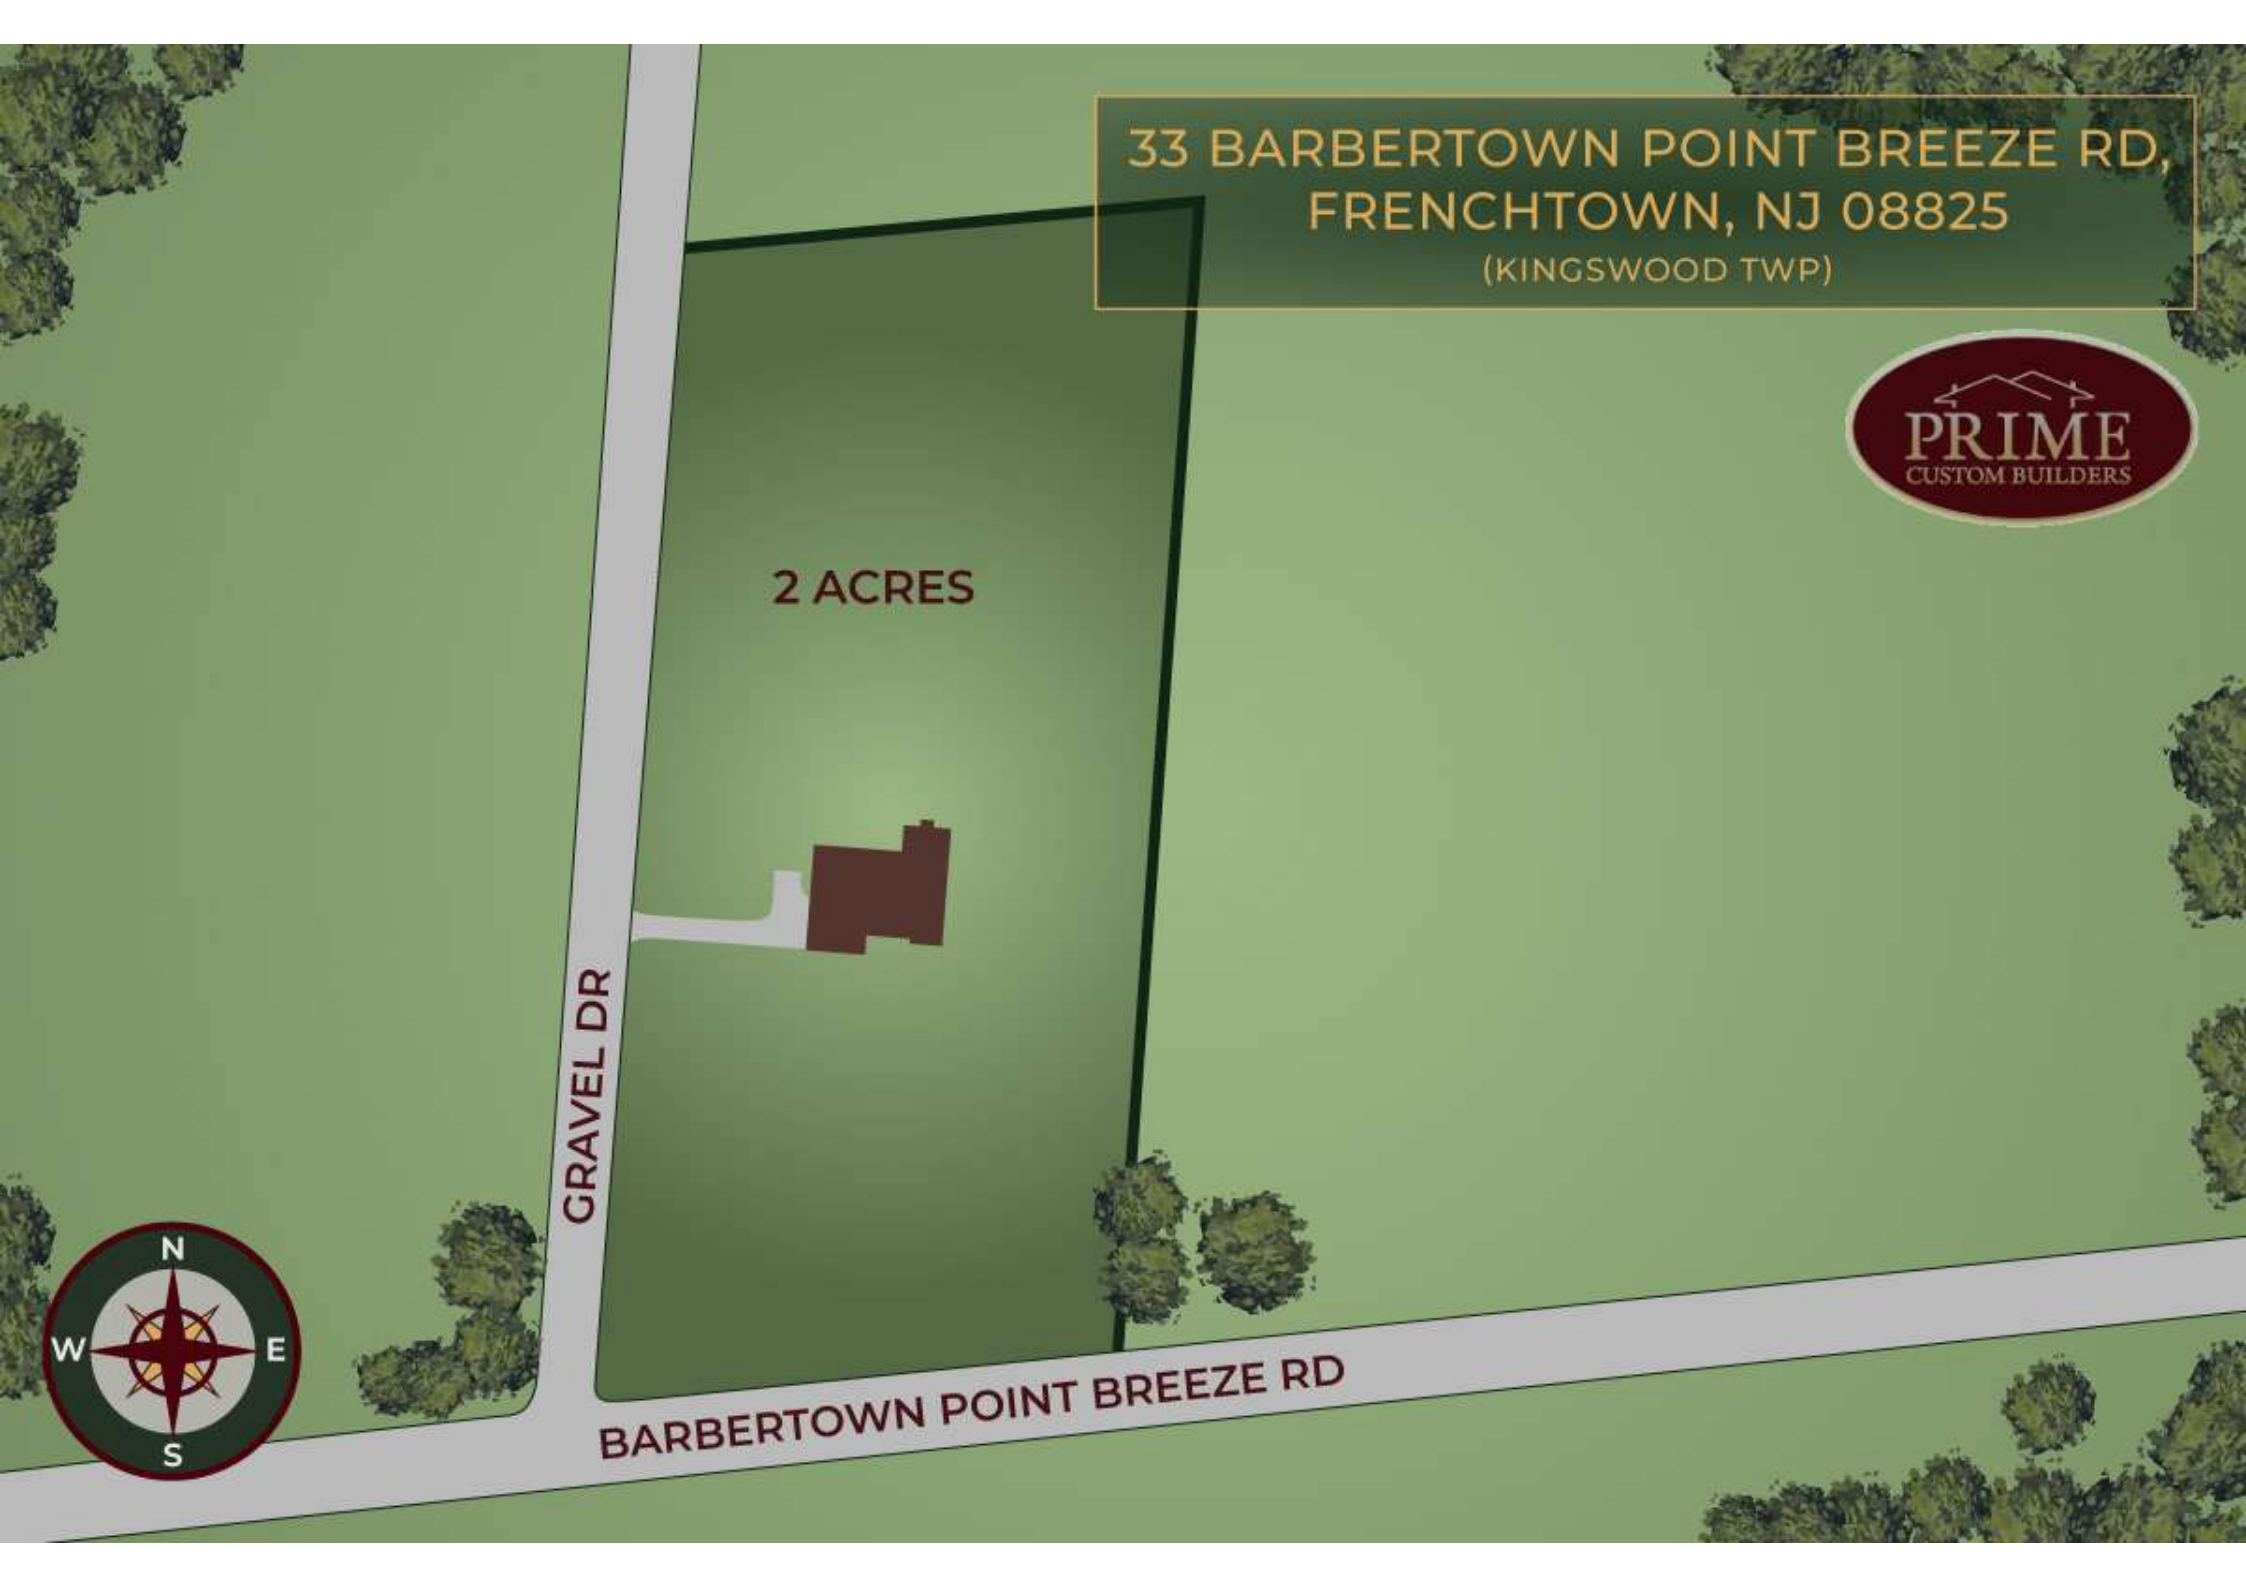 33 BARBERTOWN POINT BREEZE RD,
FRENCHTOWN, NJ 08825
(KINGSWOOD TWP)
PRIME
CUSTOM BUILDERS
2 ACRES
GRAVEL DR
N
W
E
S
BARBERTOWN POINT BREEZE RD